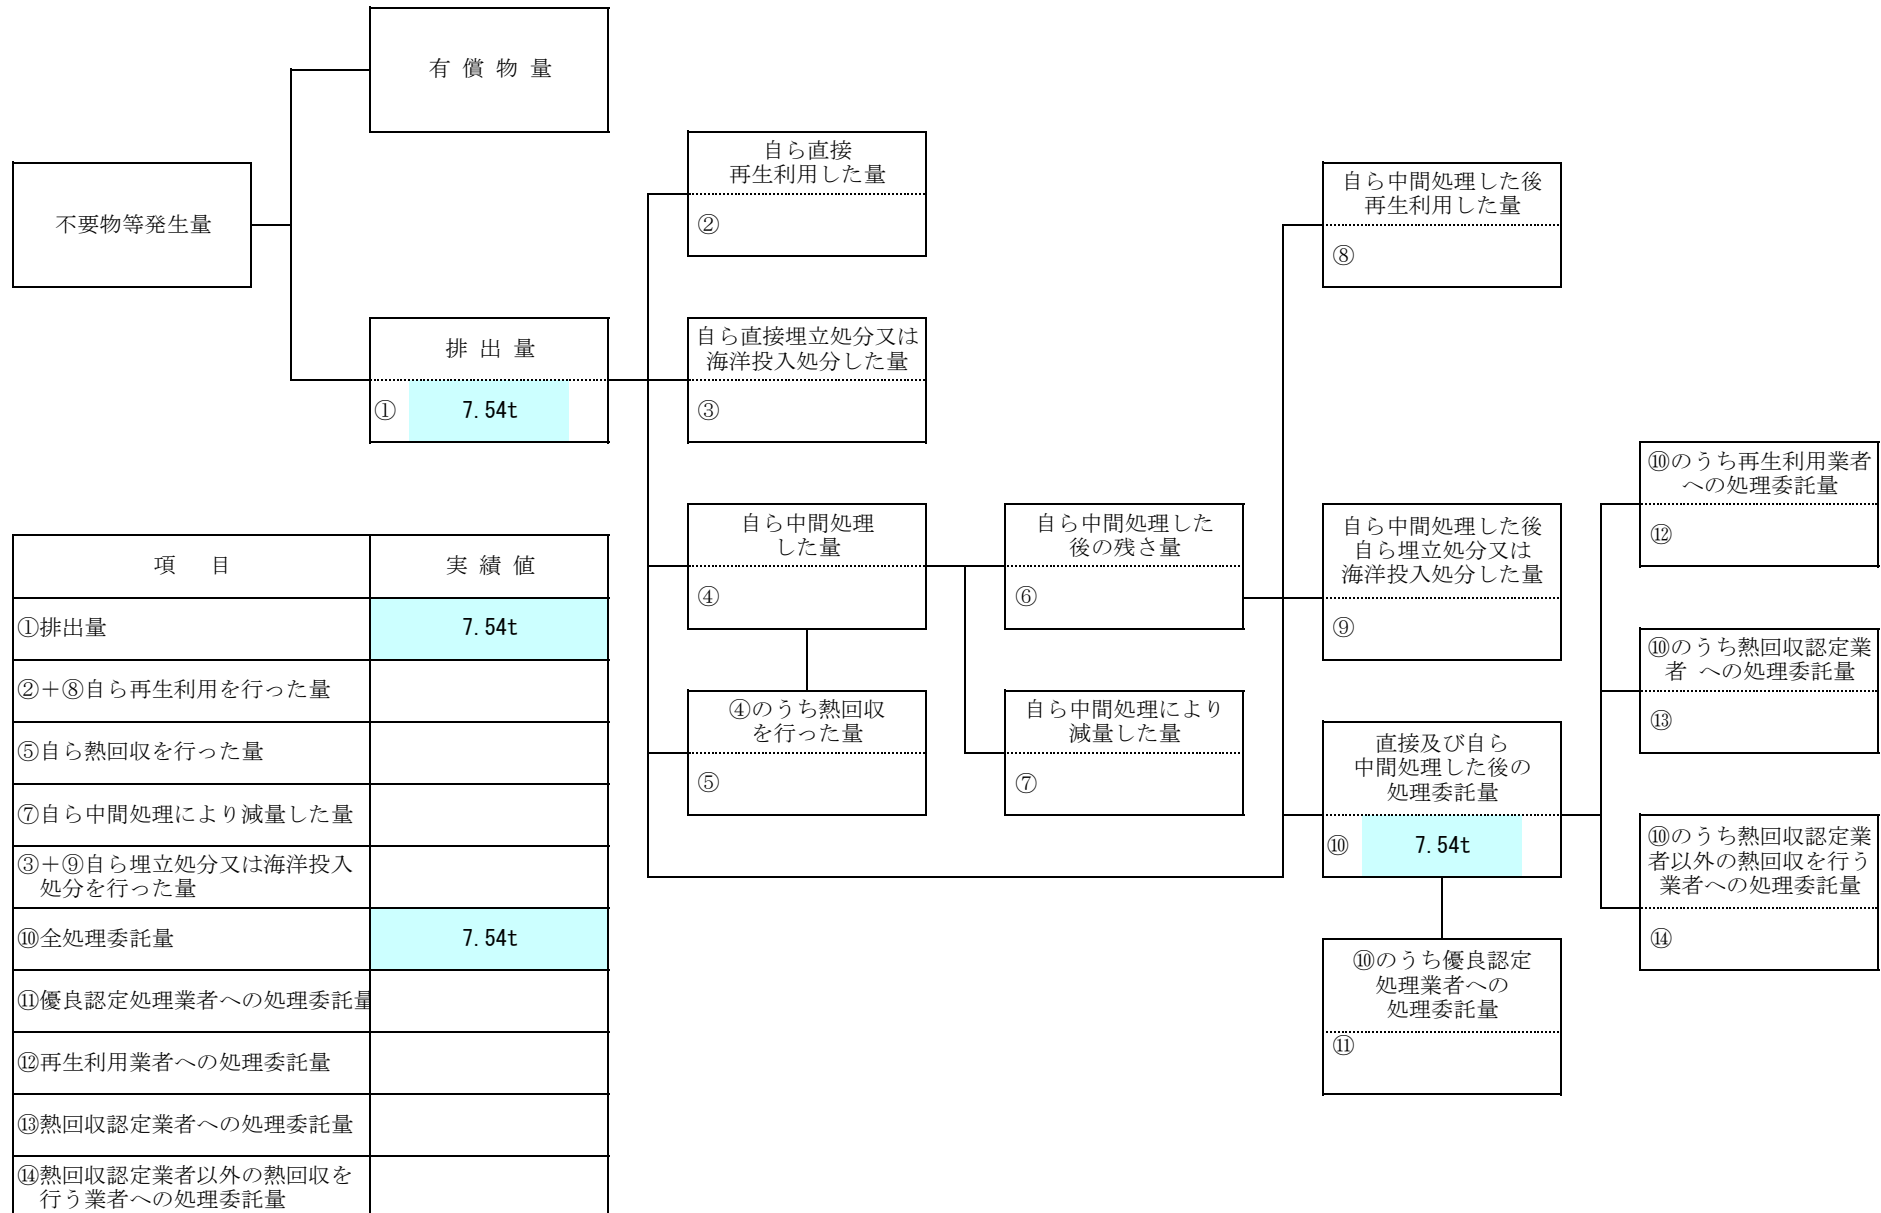 有 償 物 量
不要物等発生量
排 出 量
① 7.54t
自ら直接
再生利用した量
②
自ら直接埋立処分又は
海洋投入処分した量
③
自ら中間処理
した量
④
④のうち熱回収
を行った量
⑤
自ら中間処理した
後の残さ量
⑥
自ら中間処理により
減量した量
⑦
自ら中間処理した後
再生利用した量
⑧
自ら中間処理した後
自ら埋立処分又は
海洋投入処分した量
⑨
直接及び自ら
中間処理した後の
処理委託量
⑩ 7.54t
⑩のうち優良認定
処理業者への
処理委託量
⑪
⑩のうち再生利用業者
への処理委託量
⑫
⑩のうち熱回収認定業
者 への処理委託量
⑬
⑩のうち熱回収認定業
者以外の熱回収を行う
業者への処理委託量
⑭
項 目 実 績 値
①排出量 7.54t
②+⑧自ら再生利用を行った量
⑤自ら熱回収を行った量
⑦自ら中間処理により減量した量
③+⑨自ら埋立処分又は海洋投入
処分を行った量
⑩全処理委託量 7.54t
⑪優良認定処理業者への処理委託量
⑫再生利用業者への処理委託量
⑬熱回収認定業者への処理委託量
⑭熱回収認定業者以外の熱回収を
行う業者への処理委託量